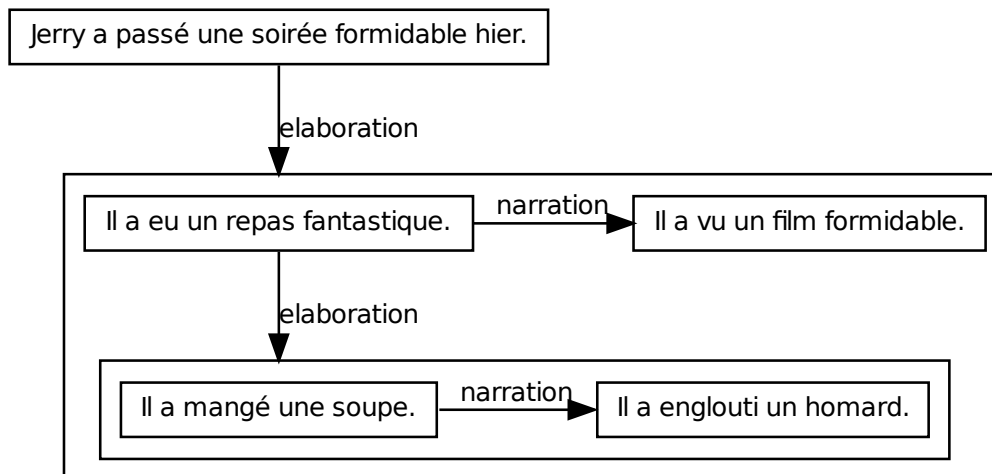 Jerry a passé une soirée formidable hier.
elaboration
Il a eu un repas fantastique.
narration
Il a vu un film formidable.
elaboration
Il a mangé une soupe.
narration
Il a englouti un homard.